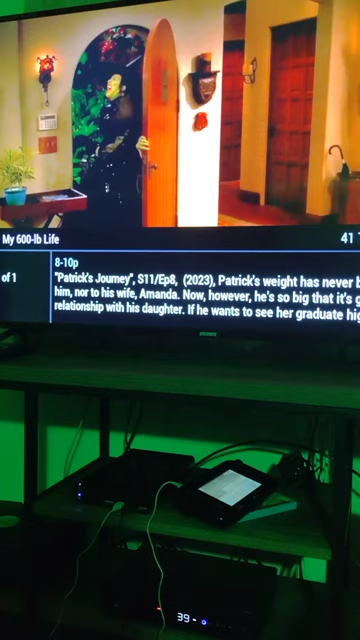 My 600-lb Life
41
8-10p
of 1
"Patrick's Journey", S11/Ep8, (2023), Patrick's weight has never b
him, nor to his wife, Amanda. Now, however, he's so big that it's g
relationship with his daughter. If he wants to see her graduate hig
39